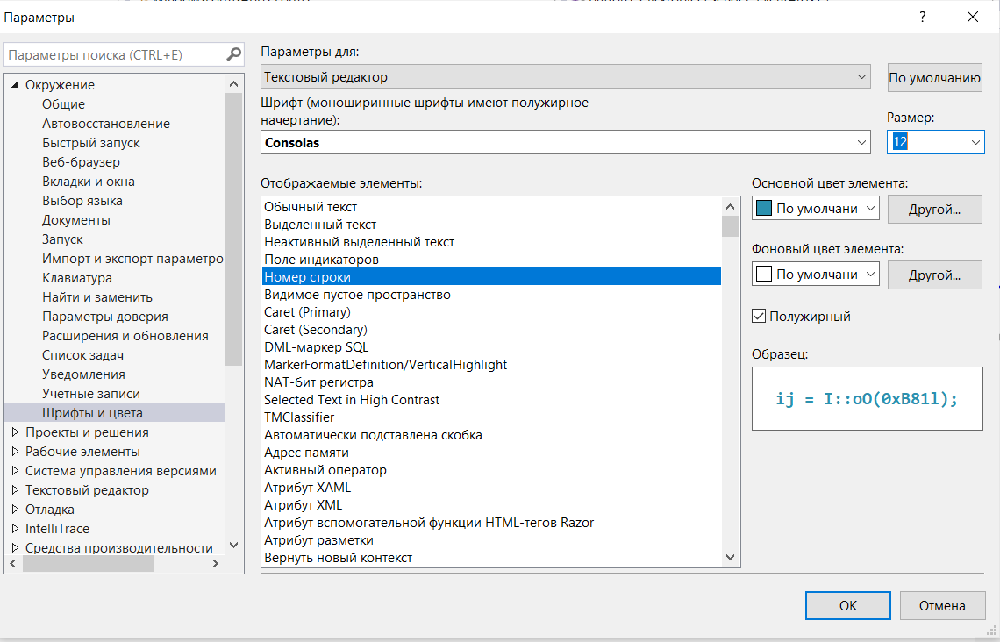 Параметры
?
Параметры поиска (CTRL+E)
Окружение
Общие
Автовосстановление
Быстрый запуск
Веб-браузер
Вкладки и окна
Выбор языка
Документы
Запуск
Импорт и экспорт параметро
Клавиатура
Найти и заменить
Параметры доверия
Расширения и обновления
Список задач
Уведомления
Учетные записи
Шрифты и цвета
Проекты и решения
Рабочие элементы
Система управления версиями
Текстовый редактор
Отладка
IntelliTrace
Средства производительности
Параметры для:
Текстовый редактор
По умолчанию
Шрифт (моноширинные шрифты имеют полужирное
начертание):
Размер:
Consolas
12
Отображаемые элементы:
Обычный текст
Выделенный текст
Неактивный выделенный текст
Поле индикаторов
Номер строки
Видимое пустое пространство
Caret (Primary)
Caret (Secondary)
DML-маркер SQL
MarkerFormatDefinition/VerticalHighlight
NAT-бит регистра
Selected Text in High Contrast
TMClassifier
Автоматически подставлена скобка
Адрес памяти
Активный оператор
Атрибут XAML
Атрибут XML
Атрибут вспомогательной функции HTML-тегов Razor
Атрибут разметки
Вернуть новый контекст
Основной цвет элемента:
По умолчани
Другой...
Фоновый цвет элемента:
По умолчани
Другой...
Полужирный
Образец:
ij = I::oO(0xB81l);
ОК
Отмена